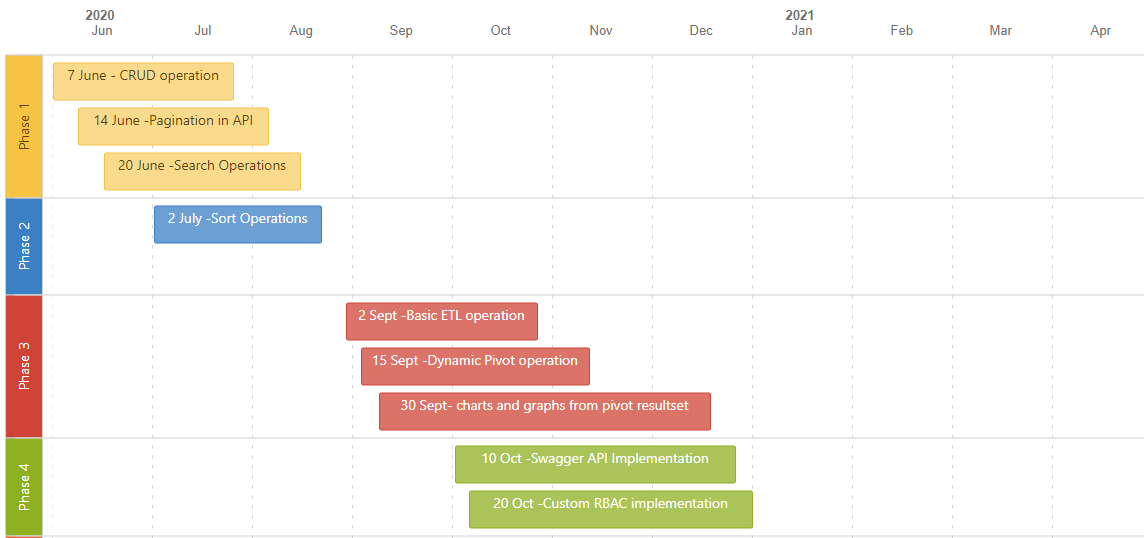 2020
2021
Jun
Jul
Aug
Sep
Oct
Nov
Dec
Jan
Feb
Mar
Apr
Phase 1
7 June - CRUD operation
14 June -Pagination in API
20 June -Search Operations
Phase 2
2 July -Sort Operations
Phase 3
2 Sept -Basic ETL operation
15 Sept -Dynamic Pivot operation
30 Sept- charts and graphs from pivot resultset
Phase 4
10 Oct -Swagger API Implementation
20 Oct -Custom RBAC implementation